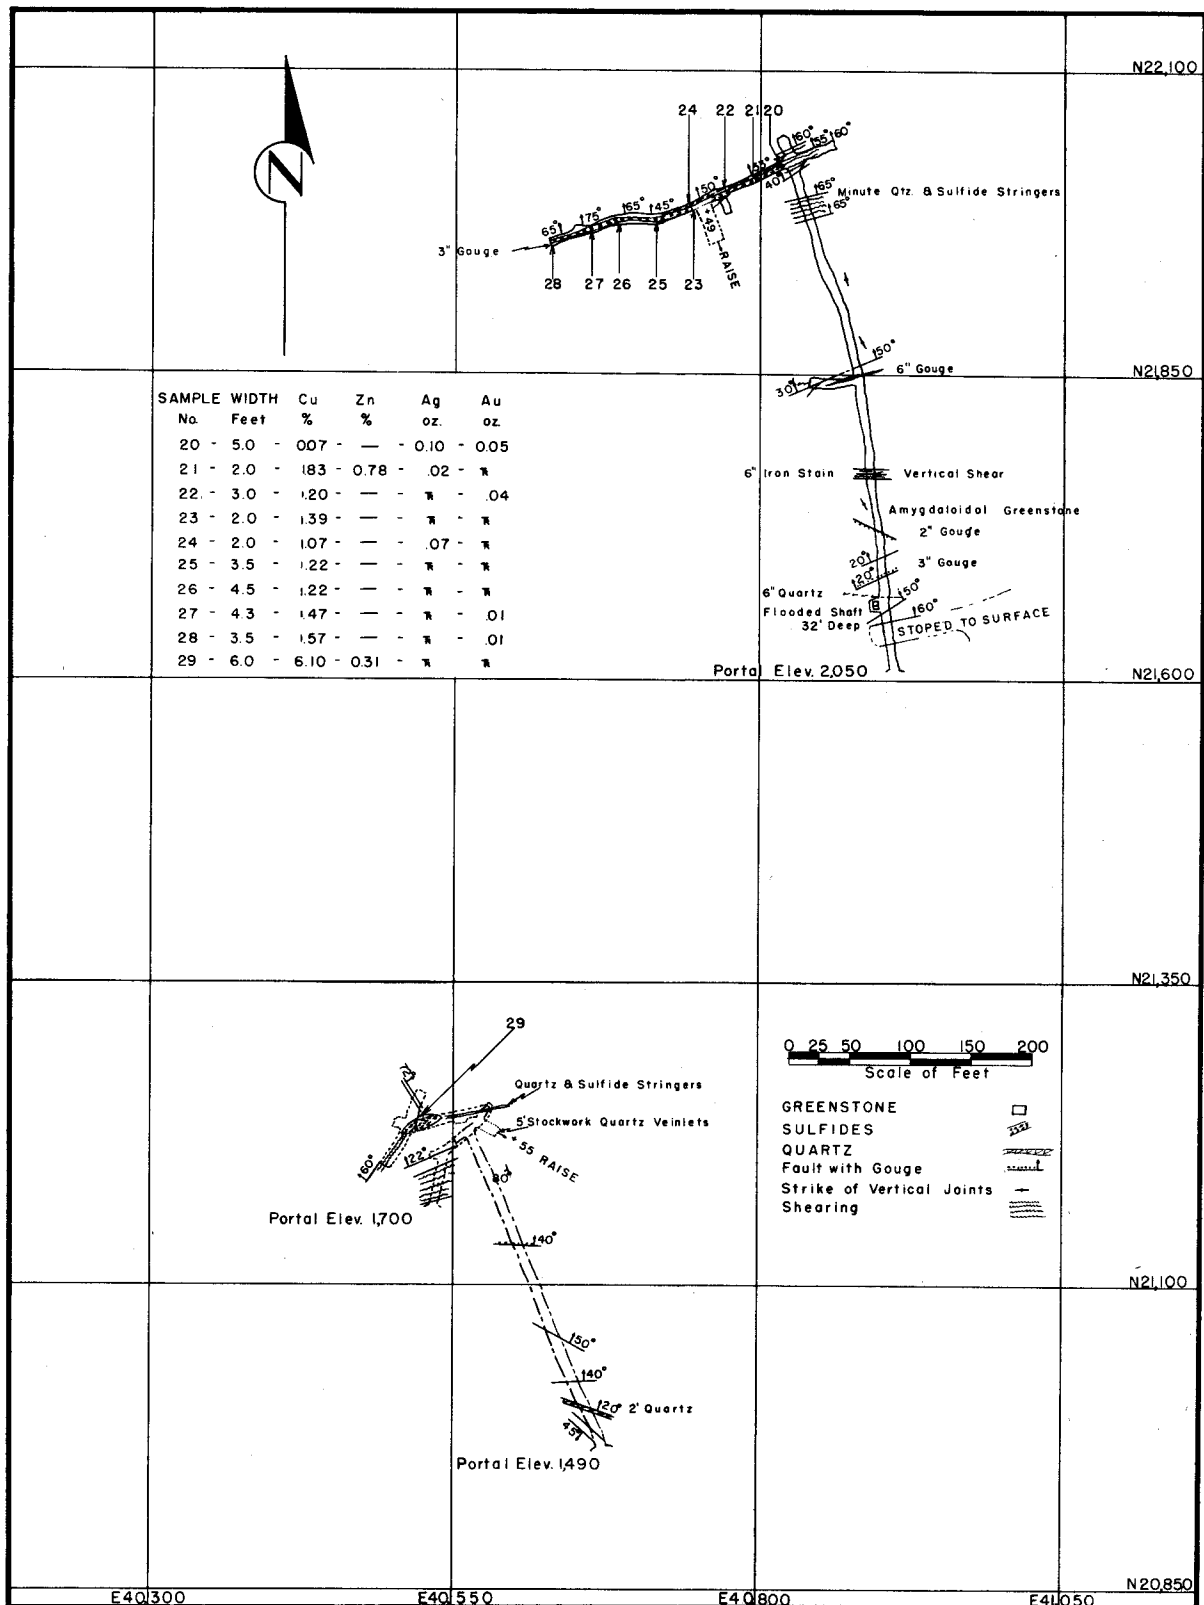 N22,100
N
24 22 21 20
60° 55° 60°
55°
50°
40°
65°
Minute Qtz. & Sulfide Stringers
65°
65° 75° 65° 45°
+49
RAISE
3" Gouge
28 27 26 25 23
50°
6" Gouge
30°
N21,850
SAMPLE WIDTH Cu Zn Ag Au
No. Feet % % oz. oz.
20 - 5.0 - 0.07 - — - 0.10 - 0.05
21 - 2.0 - 1.83 - 0.78 - .02 - Tr
22 - 3.0 - 1.20 - — - Tr - .04
23 - 2.0 - 1.39 - — - Tr - Tr
24 - 2.0 - 1.07 - — - .07 - Tr
25 - 3.5 - 1.22 - — - Tr - Tr
26 - 4.5 - 1.22 - — - Tr - Tr
27 - 4.3 - 1.47 - — - Tr - .01
28 - 3.5 - 1.57 - — - Tr - .01
29 - 6.0 - 6.10 - 0.31 - Tr - Tr
6" Iron Stain Vertical Shear
Amygdaloidol Greenstone
2" Gouge
20°
3" Gouge
20°
6" Quartz
50°
Flooded Shaft
60°
32' Deep
STOPED TO SURFACE
Portal Elev. 2,050
N21,600
N21,350
29
72°
Quartz & Sulfide Stringers
5' Stockwork Quartz Veinlets
+55 RAISE
60° 22°
80°
Portal Elev. 1,700
40°
0 25 50 100 150 200
Scale of Feet
GREENSTONE
SULFIDES
QUARTZ
Fault with Gouge
Strike of Vertical Joints
Shearing
N21,100
50°
40°
20° 2' Quartz
45°
Portal Elev. 1,490
N20,850
E40,300 E40,550 E40,800 E41,050